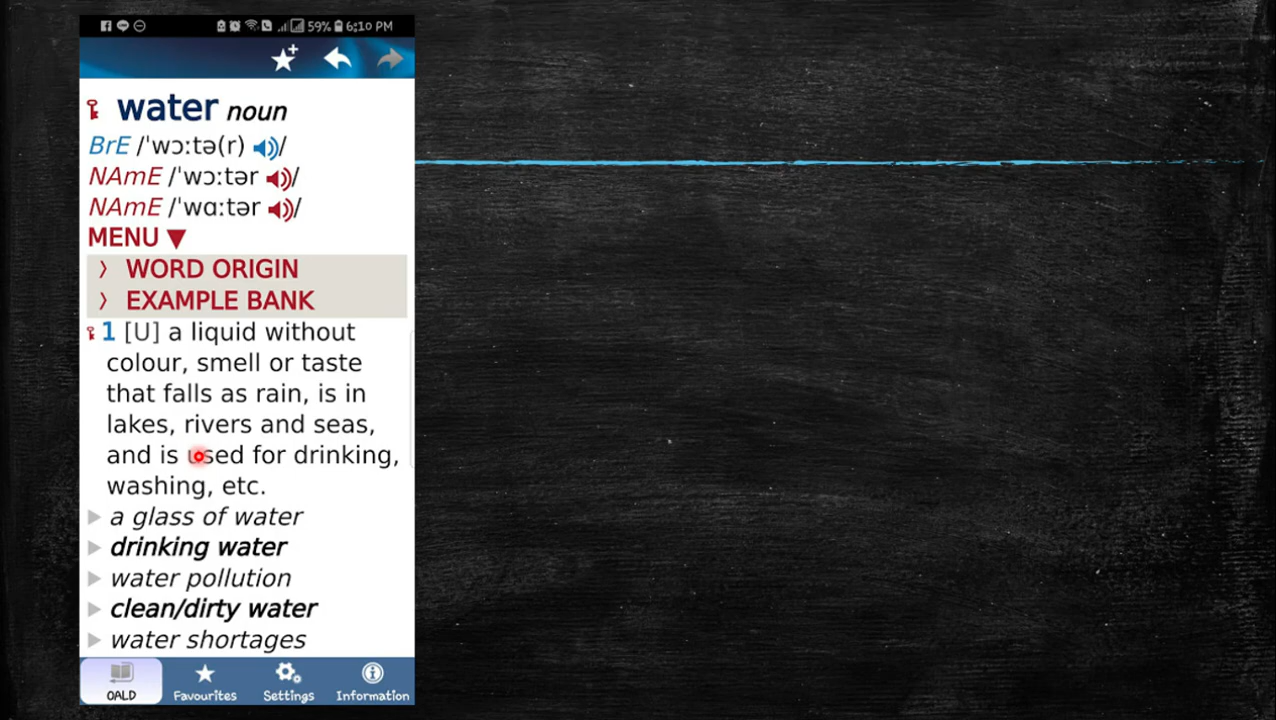 59% 6:10 PM
water noun
BrE /ˈwɔːtə(r) /
NAmE /ˈwɔːtər /
NAmE /ˈwɑːtər /
MENU ▼
〉 WORD ORIGIN
〉 EXAMPLE BANK
1 [U] a liquid without
colour, smell or taste
that falls as rain, is in
lakes, rivers and seas,
and is used for drinking,
washing, etc.
a glass of water
drinking water
water pollution
clean/dirty water
water shortages
OALD Favourites Settings Information